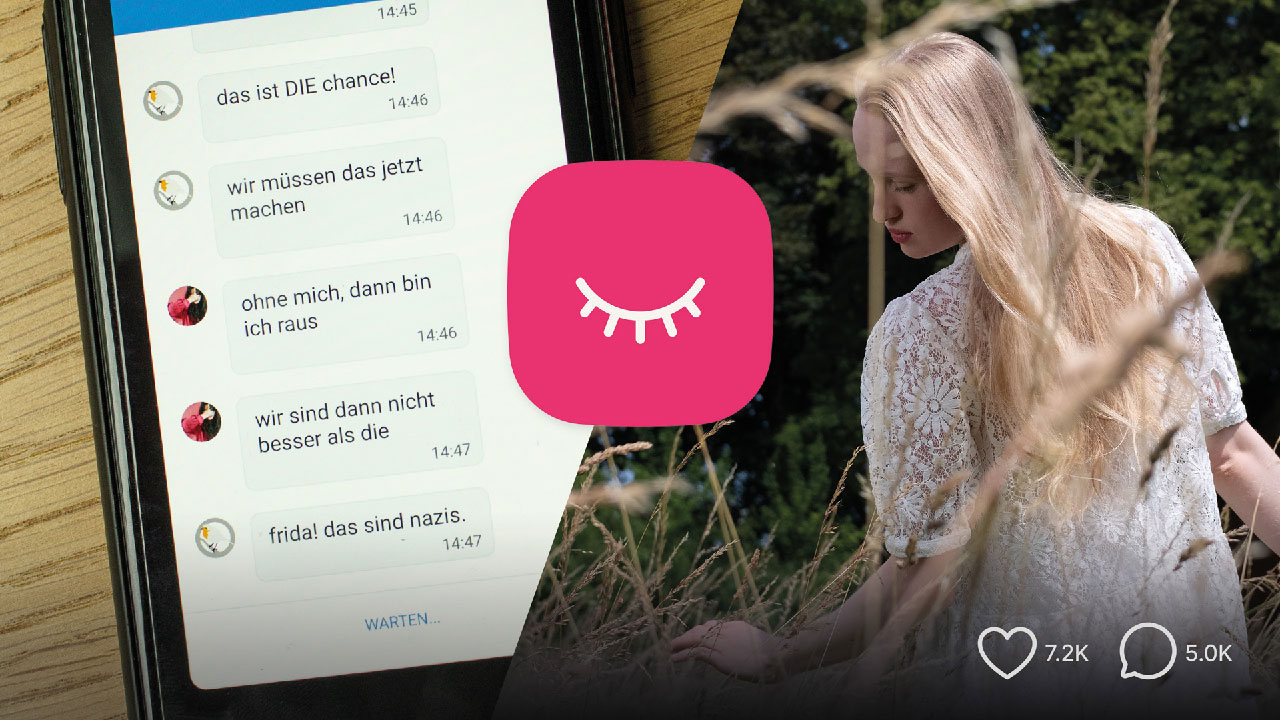 14:45
das ist DIE chance!
14:46
wir müssen das jetzt
machen
14:46
ohne mich, dann bin
ich raus
14:46
wir sind dann nicht
besser als die
14:47
frida! das sind nazis.
14:47
WARTEN...
7.2K
5.0K